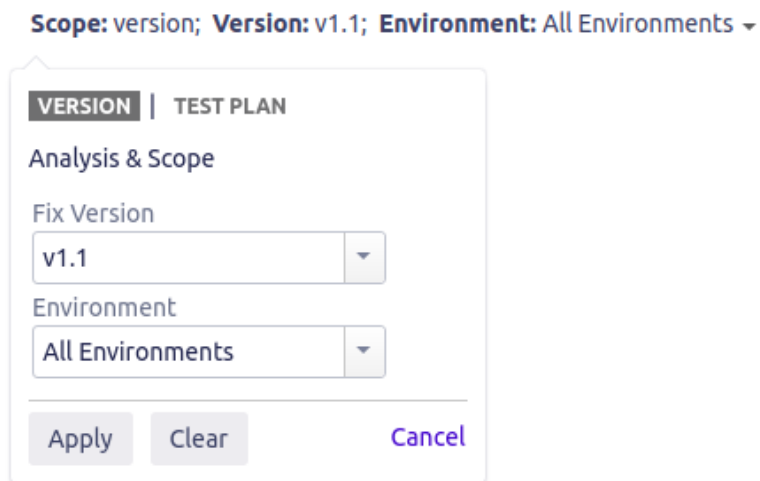 Scope: version; Version: v1.1; Environment: All Environments
VERSION | TEST PLAN
Analysis & Scope
Fix Version
v1.1
Environment
All Environments
Apply Clear Cancel